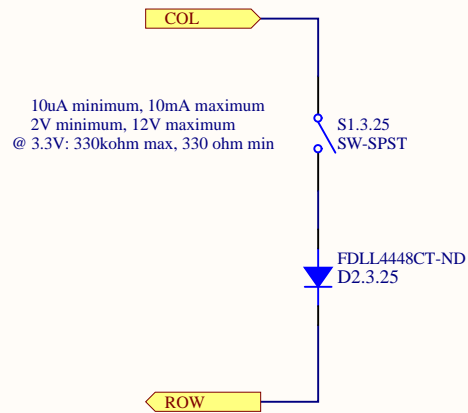 COL
10uA minimum, 10mA maximum
2V minimum, 12V maximum
@ 3.3V: 330kohm max, 330 ohm min
S1.3.25
SW-SPST
FDLL4448CT-ND
D2.3.25
ROW